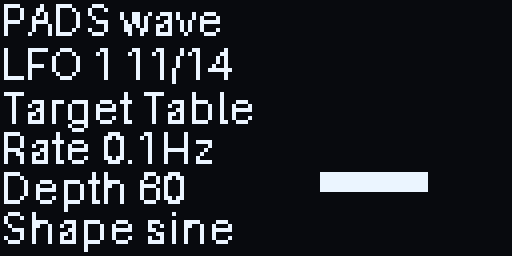 PADS wave
LFO 1 11/14
Target Table
Rate 0.1Hz
Depth 60
Shape sine